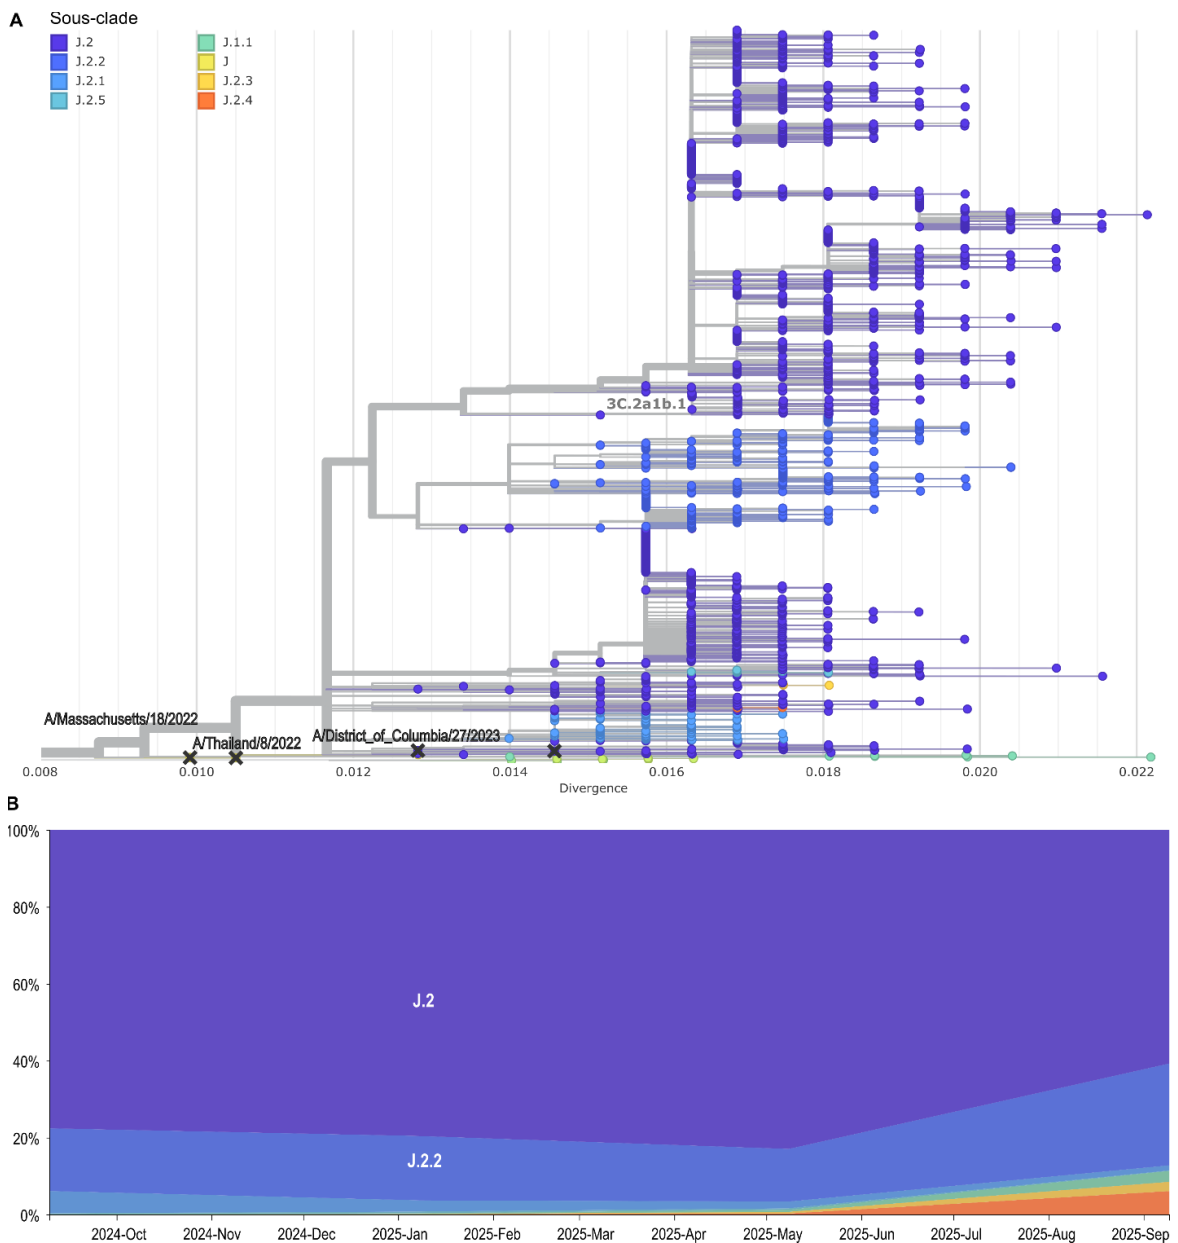 A
Sous-clade
J.2
J.2.2
J.2.1
J.2.5
J.1.1
J
J.2.3
J.2.4
3C.2a1b.1
A/Massachusetts/18/2022
A/Thailand/8/2022
A/District_of_Columbia/27/2023
0.008 0.010 0.012 0.014 0.016 0.018 0.020 0.022
Divergence
B
100%
80%
60%
40%
20%
0%
J.2
J.2.2
2024-Oct 2024-Nov 2024-Dec 2025-Jan 2025-Feb 2025-Mar 2025-Apr 2025-May 2025-Jun 2025-Jul 2025-Aug 2025-Sep